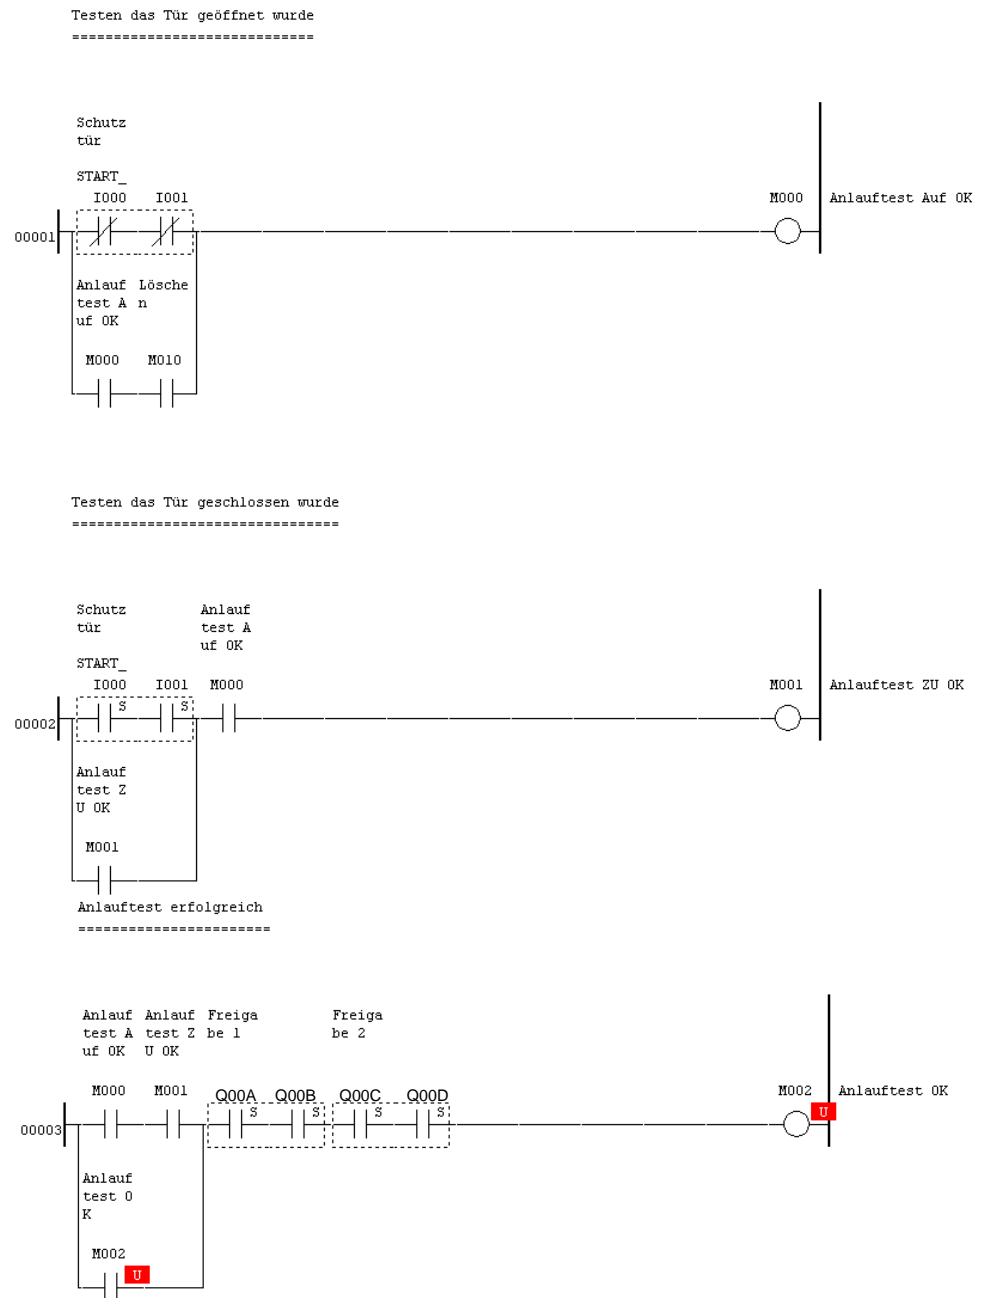 Testen das Tür geöffnet wurde
=============================
Schutz
tür
START_
I000 I001 M000 Anlauftest Auf OK
00001
Anlauf Lösche
test A n
uf OK
M000 M010
Testen das Tür geschlossen wurde
================================
Schutz Anlauf
tür test A
uf OK
START_
I000 I001 M000 M001 Anlauftest ZU OK
S S
00002
Anlauf
test Z
U OK
M001
Anlauftest erfolgreich
=======================
Anlauf Anlauf Freiga Freiga
test A test Z be 1 be 2
uf OK U OK
M000 M001 Q00A Q00B Q00C Q00D M002 Anlauftest OK
S S S S U
00003
Anlauf
test O
K
M002
U